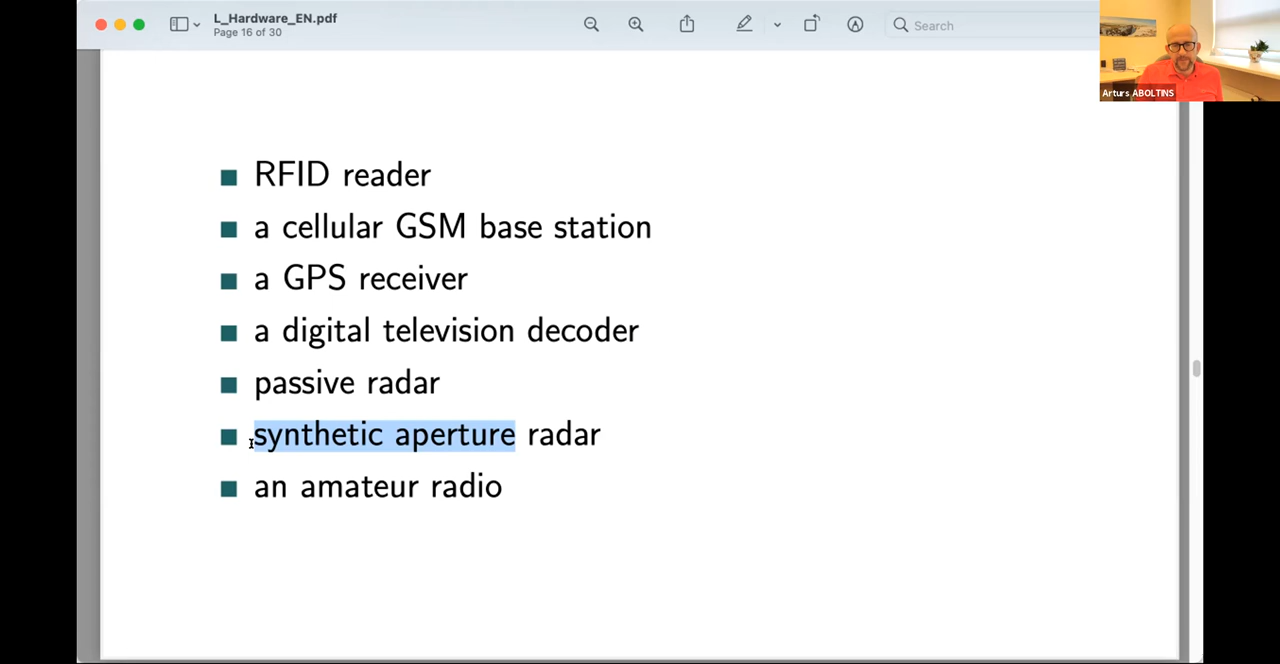 L_Hardware_EN.pdf
Page 16 of 30
Search
Arturs ABOLTINS
RFID reader
a cellular GSM base station
a GPS receiver
a digital television decoder
passive radar
synthetic aperture radar
an amateur radio